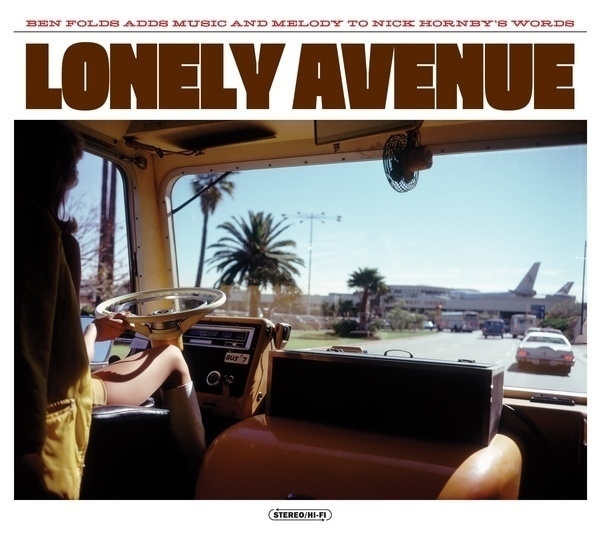 BEN FOLDS ADDS MUSIC AND MELODY TO NICK HORNBY'S WORDS
LONELY AVENUE
BUS 7
STEREO/HI-FI